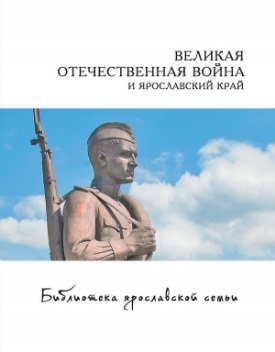 ВЕЛИКАЯ
ОТЕЧЕСТВЕННАЯ ВОЙНА
И ЯРОСЛАВСКИЙ КРАЙ
Библиотека ярославской семьи